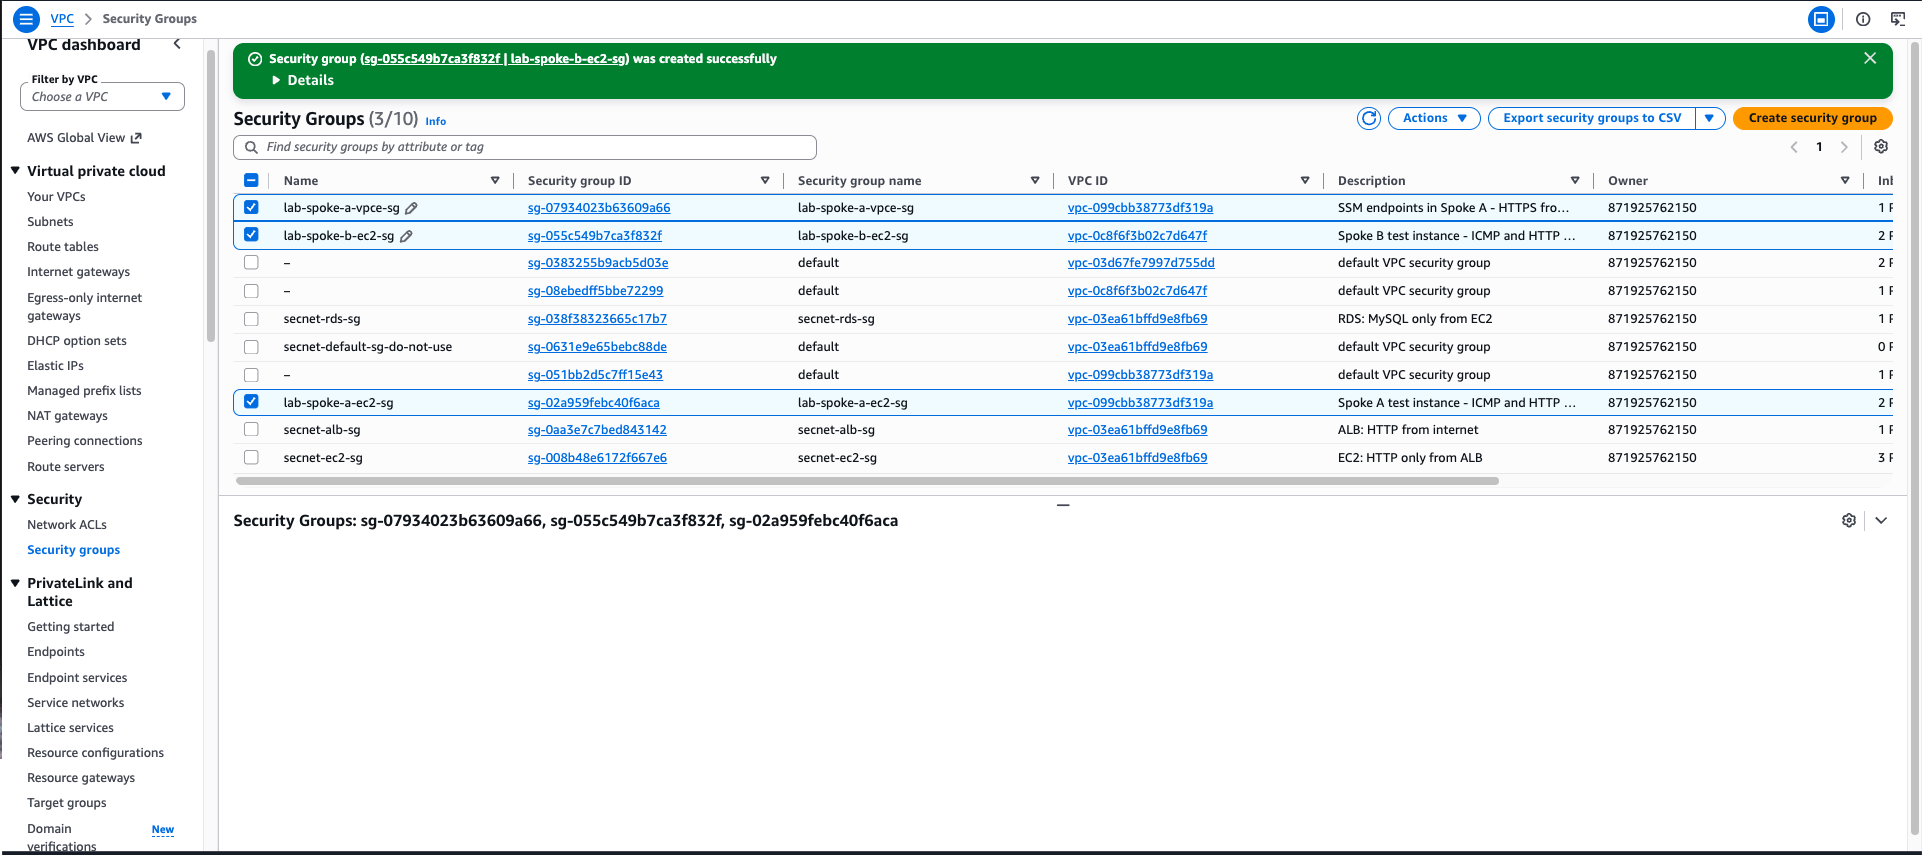 VPC > Security Groups
VPC dashboard
Filter by VPC
Choose a VPC
AWS Global View
Virtual private cloud
Your VPCs
Subnets
Route tables
Internet gateways
Egress-only internet
gateways
DHCP option sets
Elastic IPs
Managed prefix lists
NAT gateways
Peering connections
Route servers
Security
Network ACLs
Security groups
PrivateLink and
Lattice
Getting started
Endpoints
Endpoint services
Service networks
Lattice services
Resource configurations
Resource gateways
Target groups
Domain New
verifications
Security group (sg-055c549b7ca3f832f | lab-spoke-b-ec2-sg) was created successfully
Details
Security Groups (3/10) Info
Actions Export security groups to CSV Create security group
Find security groups by attribute or tag
1
Name Security group ID Security group name VPC ID Description Owner Inl
lab-spoke-a-vpce-sg sg-07934023b63609a66 lab-spoke-a-vpce-sg vpc-099cbb38773df319a SSM endpoints in Spoke A - HTTPS fro... 871925762150 1 F
lab-spoke-b-ec2-sg sg-055c549b7ca3f832f lab-spoke-b-ec2-sg vpc-0c8f6f3b02c7d647f Spoke B test instance - ICMP and HTTP ... 871925762150 2 F
– sg-0383255b9acb5d03e default vpc-03d67fe7997d755dd default VPC security group 871925762150 2 F
– sg-08ebedff5bbe72299 default vpc-0c8f6f3b02c7d647f default VPC security group 871925762150 1 F
secnet-rds-sg sg-038f38323665c17b7 secnet-rds-sg vpc-03ea61bffd9e8fb69 RDS: MySQL only from EC2 871925762150 1 F
secnet-default-sg-do-not-use sg-0631e9e65bebc88de default vpc-03ea61bffd9e8fb69 default VPC security group 871925762150 0 F
– sg-051bb2d5c7ff15e43 default vpc-099cbb38773df319a default VPC security group 871925762150 1 F
lab-spoke-a-ec2-sg sg-02a959febc40f6aca lab-spoke-a-ec2-sg vpc-099cbb38773df319a Spoke A test instance - ICMP and HTTP ... 871925762150 2 F
secnet-alb-sg sg-0aa3e7c7bed843142 secnet-alb-sg vpc-03ea61bffd9e8fb69 ALB: HTTP from internet 871925762150 1 F
secnet-ec2-sg sg-008b48e6172f667e6 secnet-ec2-sg vpc-03ea61bffd9e8fb69 EC2: HTTP only from ALB 871925762150 3 F
Security Groups: sg-07934023b63609a66, sg-055c549b7ca3f832f, sg-02a959febc40f6aca